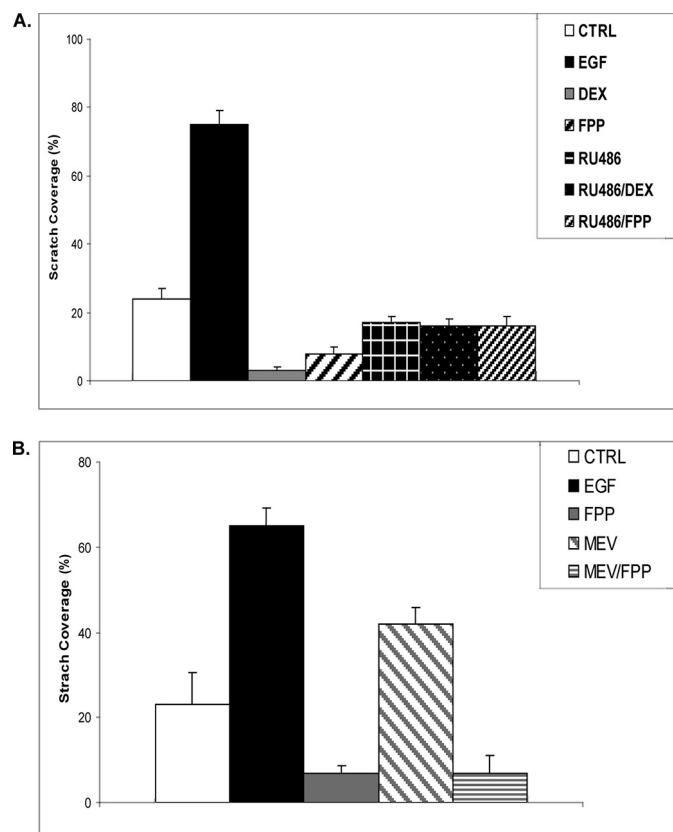 A.
Scratch Coverage (%)
100
80
60
40
20
0
CTRL
EGF
DEX
FPP
RU486
RU486/DEX
RU486/FPP
B.
Strach Coverage (%)
80
60
40
20
0
CTRL
EGF
FPP
MEV
MEV/FPP